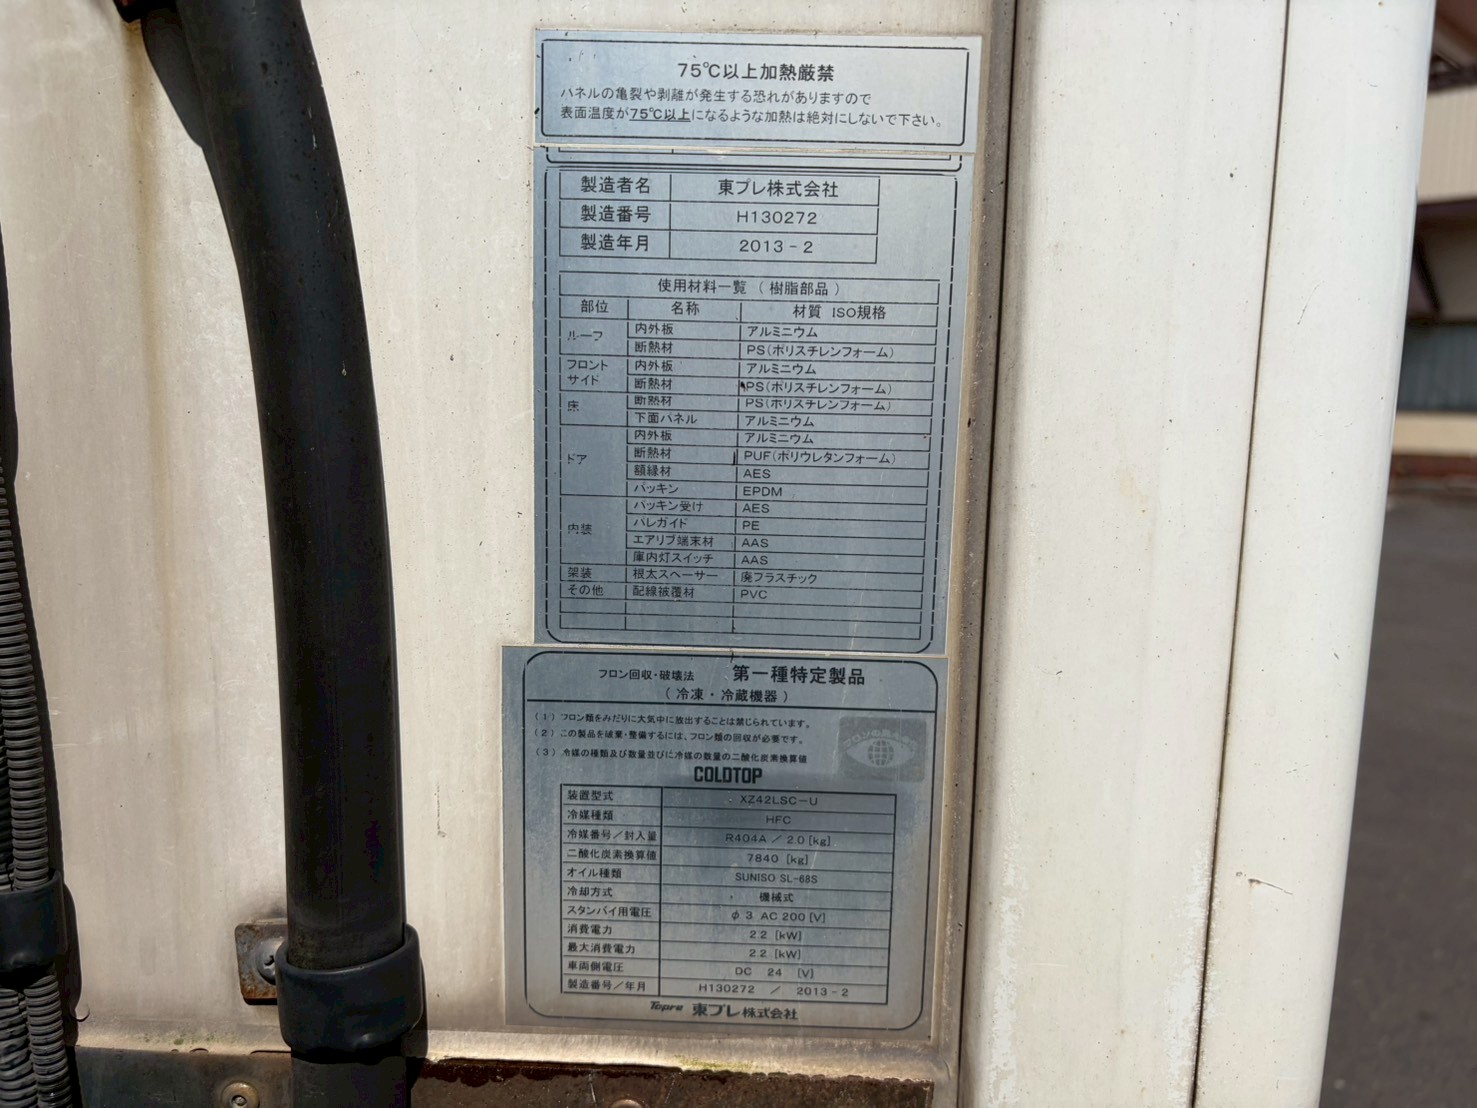 75℃以上加熱厳禁
パネルの亀裂や剥離が発生する恐れがありますので
表面温度が75℃以上になるような加熱は絶対にしないで下さい。
製造者名 東プレ株式会社
製造番号 H130272
製造年月 2013-2
使用材料一覧（樹脂部品）
部位 名称 材質 ISO規格
ルーフ 内外板 アルミニウム
断熱材 PS(ポリスチレンフォーム)
フロント サイド 内外板 アルミニウム
断熱材 PS(ポリスチレンフォーム)
床 断熱材 PS(ポリスチレンフォーム)
下面パネル アルミニウム
ドア 内外板 アルミニウム
断熱材 PUF(ポリウレタンフォーム)
額縁材 AES
パッキン EPDM
内装 パッキン受け AES
パレガイド PE
エアリブ端末材 AAS
庫内灯スイッチ AAS
架装 根太スペーサー 廃プラスチック
その他 配線被覆材 PVC
フロン回収・破壊法 第一種特定製品
（冷凍・冷蔵機器）
(1) フロン類をみだりに大気中に放出することは禁じられています。
(2) この製品を破棄・整備するには、フロン類の回収が必要です。
(3) 冷媒の種類及び数量並びに冷媒の数量の二酸化炭素換算値
COLDTOP
装置型式 XZ42LSC-U
冷媒種類 HFC
冷媒番号／封入量 R404A ／ 2.0 [kg]
二酸化炭素換算値 7840 [kg]
オイル種類 SUNISO SL-68S
冷却方式 機械式
スタンバイ用電圧 φ3 AC 200 [V]
消費電力 2.2 [kW]
最大消費電力 2.2 [kW]
車両側電圧 DC 24 [V]
製造番号／年月 H130272 ／ 2013-2
Topre 東プレ株式会社